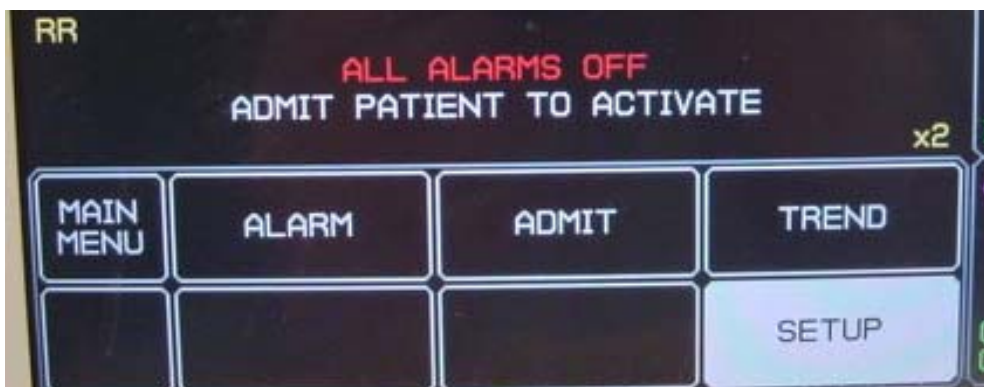 RR
ALL ALARMS OFF
ADMIT PATIENT TO ACTIVATE
x2
MAIN MENU
ALARM
ADMIT
TREND
SETUP